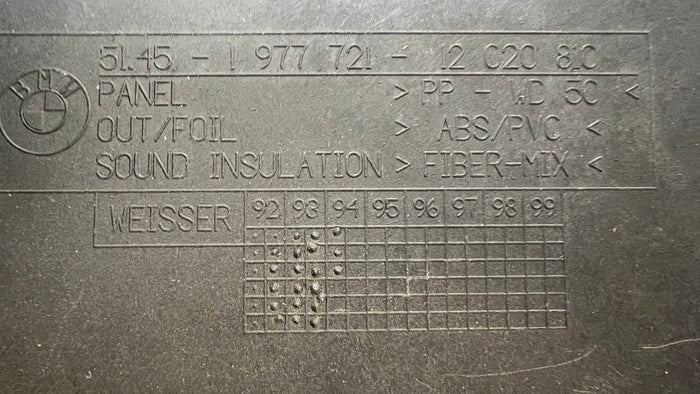 51.45 - 1 977 721 - 12 020 810
BMW
PANEL > PP - WD 50 <
OUT/FOIL > ABS/PVC <
SOUND INSULATION > FIBER-MIX <
WEISSER 92 93 94 95 96 97 98 99